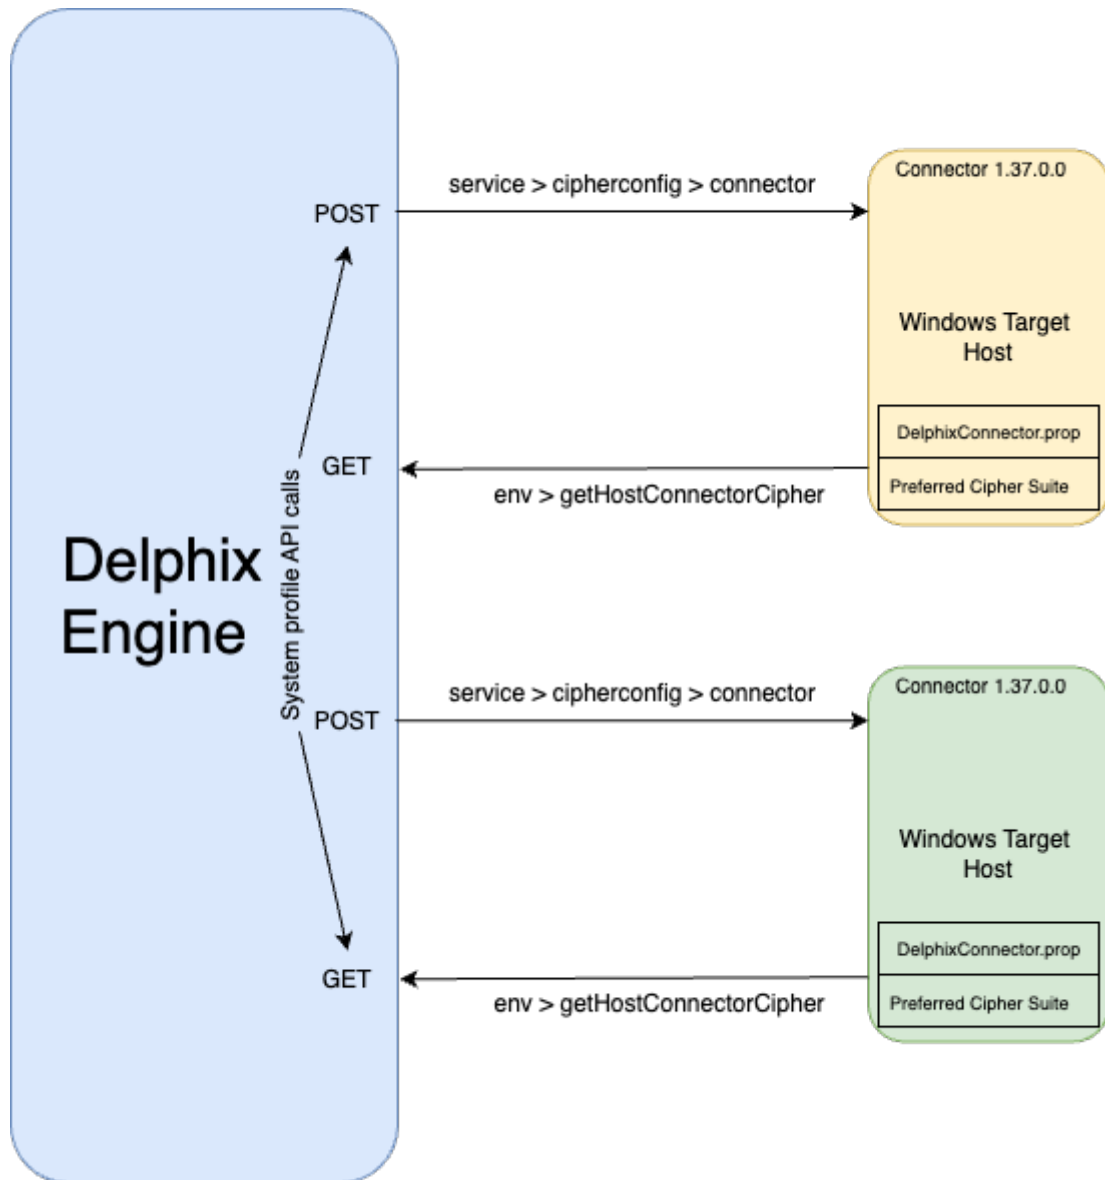 Delphix
Engine
System profile API calls
POST
service > cipherconfig > connector
Connector 1.37.0.0
Windows Target
Host
DelphixConnector.prop
GET
env > getHostConnectorCipher
Preferred Cipher Suite
POST
service > cipherconfig > connector
Connector 1.37.0.0
Windows Target
Host
DelphixConnector.prop
GET
env > getHostConnectorCipher
Preferred Cipher Suite